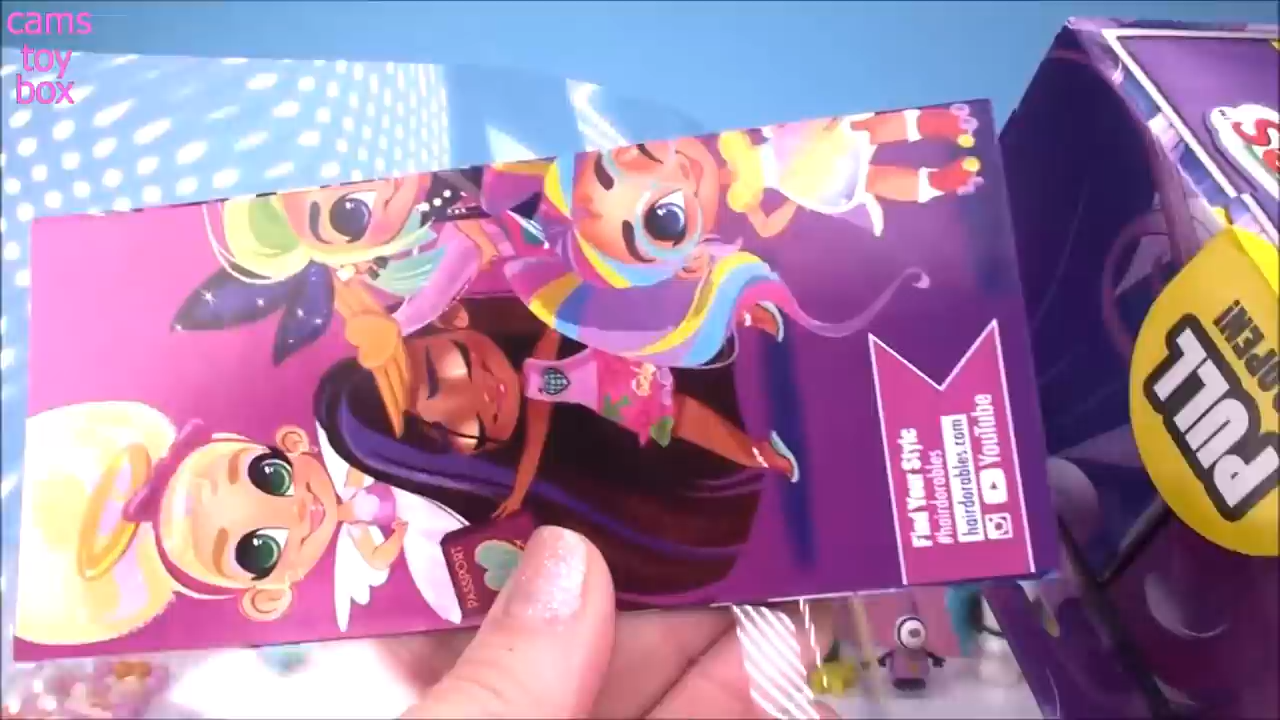 cams
toy
box
Find Your Style
#hairdorables
hairdorables.com
YouTube
PASSPORT
PULL
OPEN!